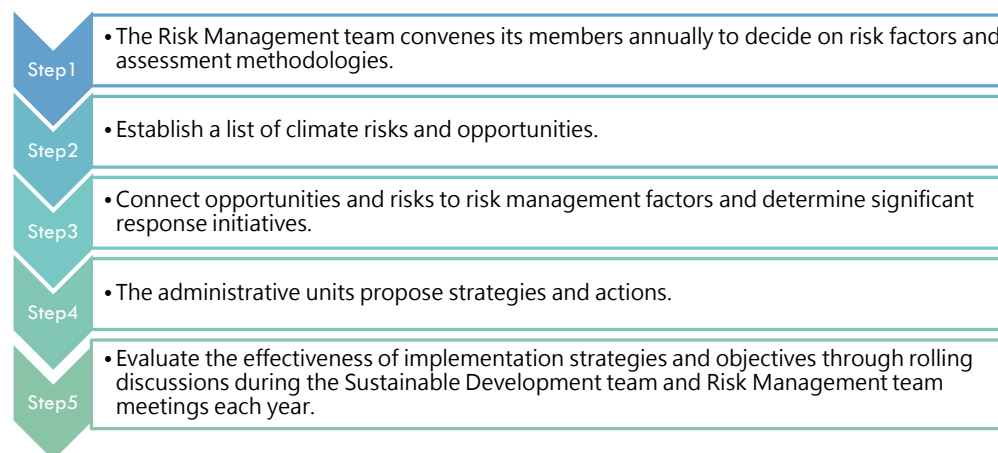 Step1
•The Risk Management team convenes its members annually to decide on risk factors and
assessment methodologies.
Step2
•Establish a list of climate risks and opportunities.
Step3
•Connect opportunities and risks to risk management factors and determine significant
response initiatives.
Step4
•The administrative units propose strategies and actions.
Step5
•Evaluate the effectiveness of implementation strategies and objectives through rolling
discussions during the Sustainable Development team and Risk Management team
meetings each year.